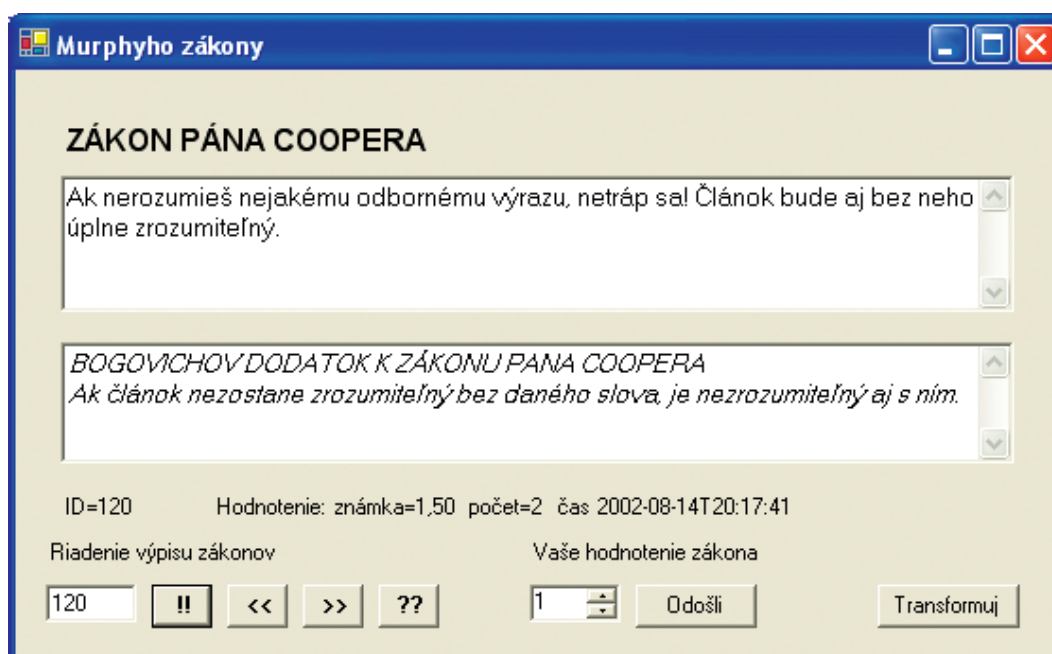 Murphyho zákony
ZÁKON PÁNA COOPERA
Ak nerozumieš nejakému odbornému výrazu, netráp sa! Článok bude aj bez neho
úplne zrozumiteľný.
BOGOVICHOV DODATOK K ZÁKONU PANA COOPERA
Ak článok nezostane zrozumiteľný bez daného slova, je nezrozumiteľný aj s ním.
ID=120 Hodnotenie: známka=1,50 počet=2 čas 2002-08-14T20:17:41
Riadenie výpisu zákonov Vaše hodnotenie zákona
120 !! << >> ?? 1 Odošli Transformuj